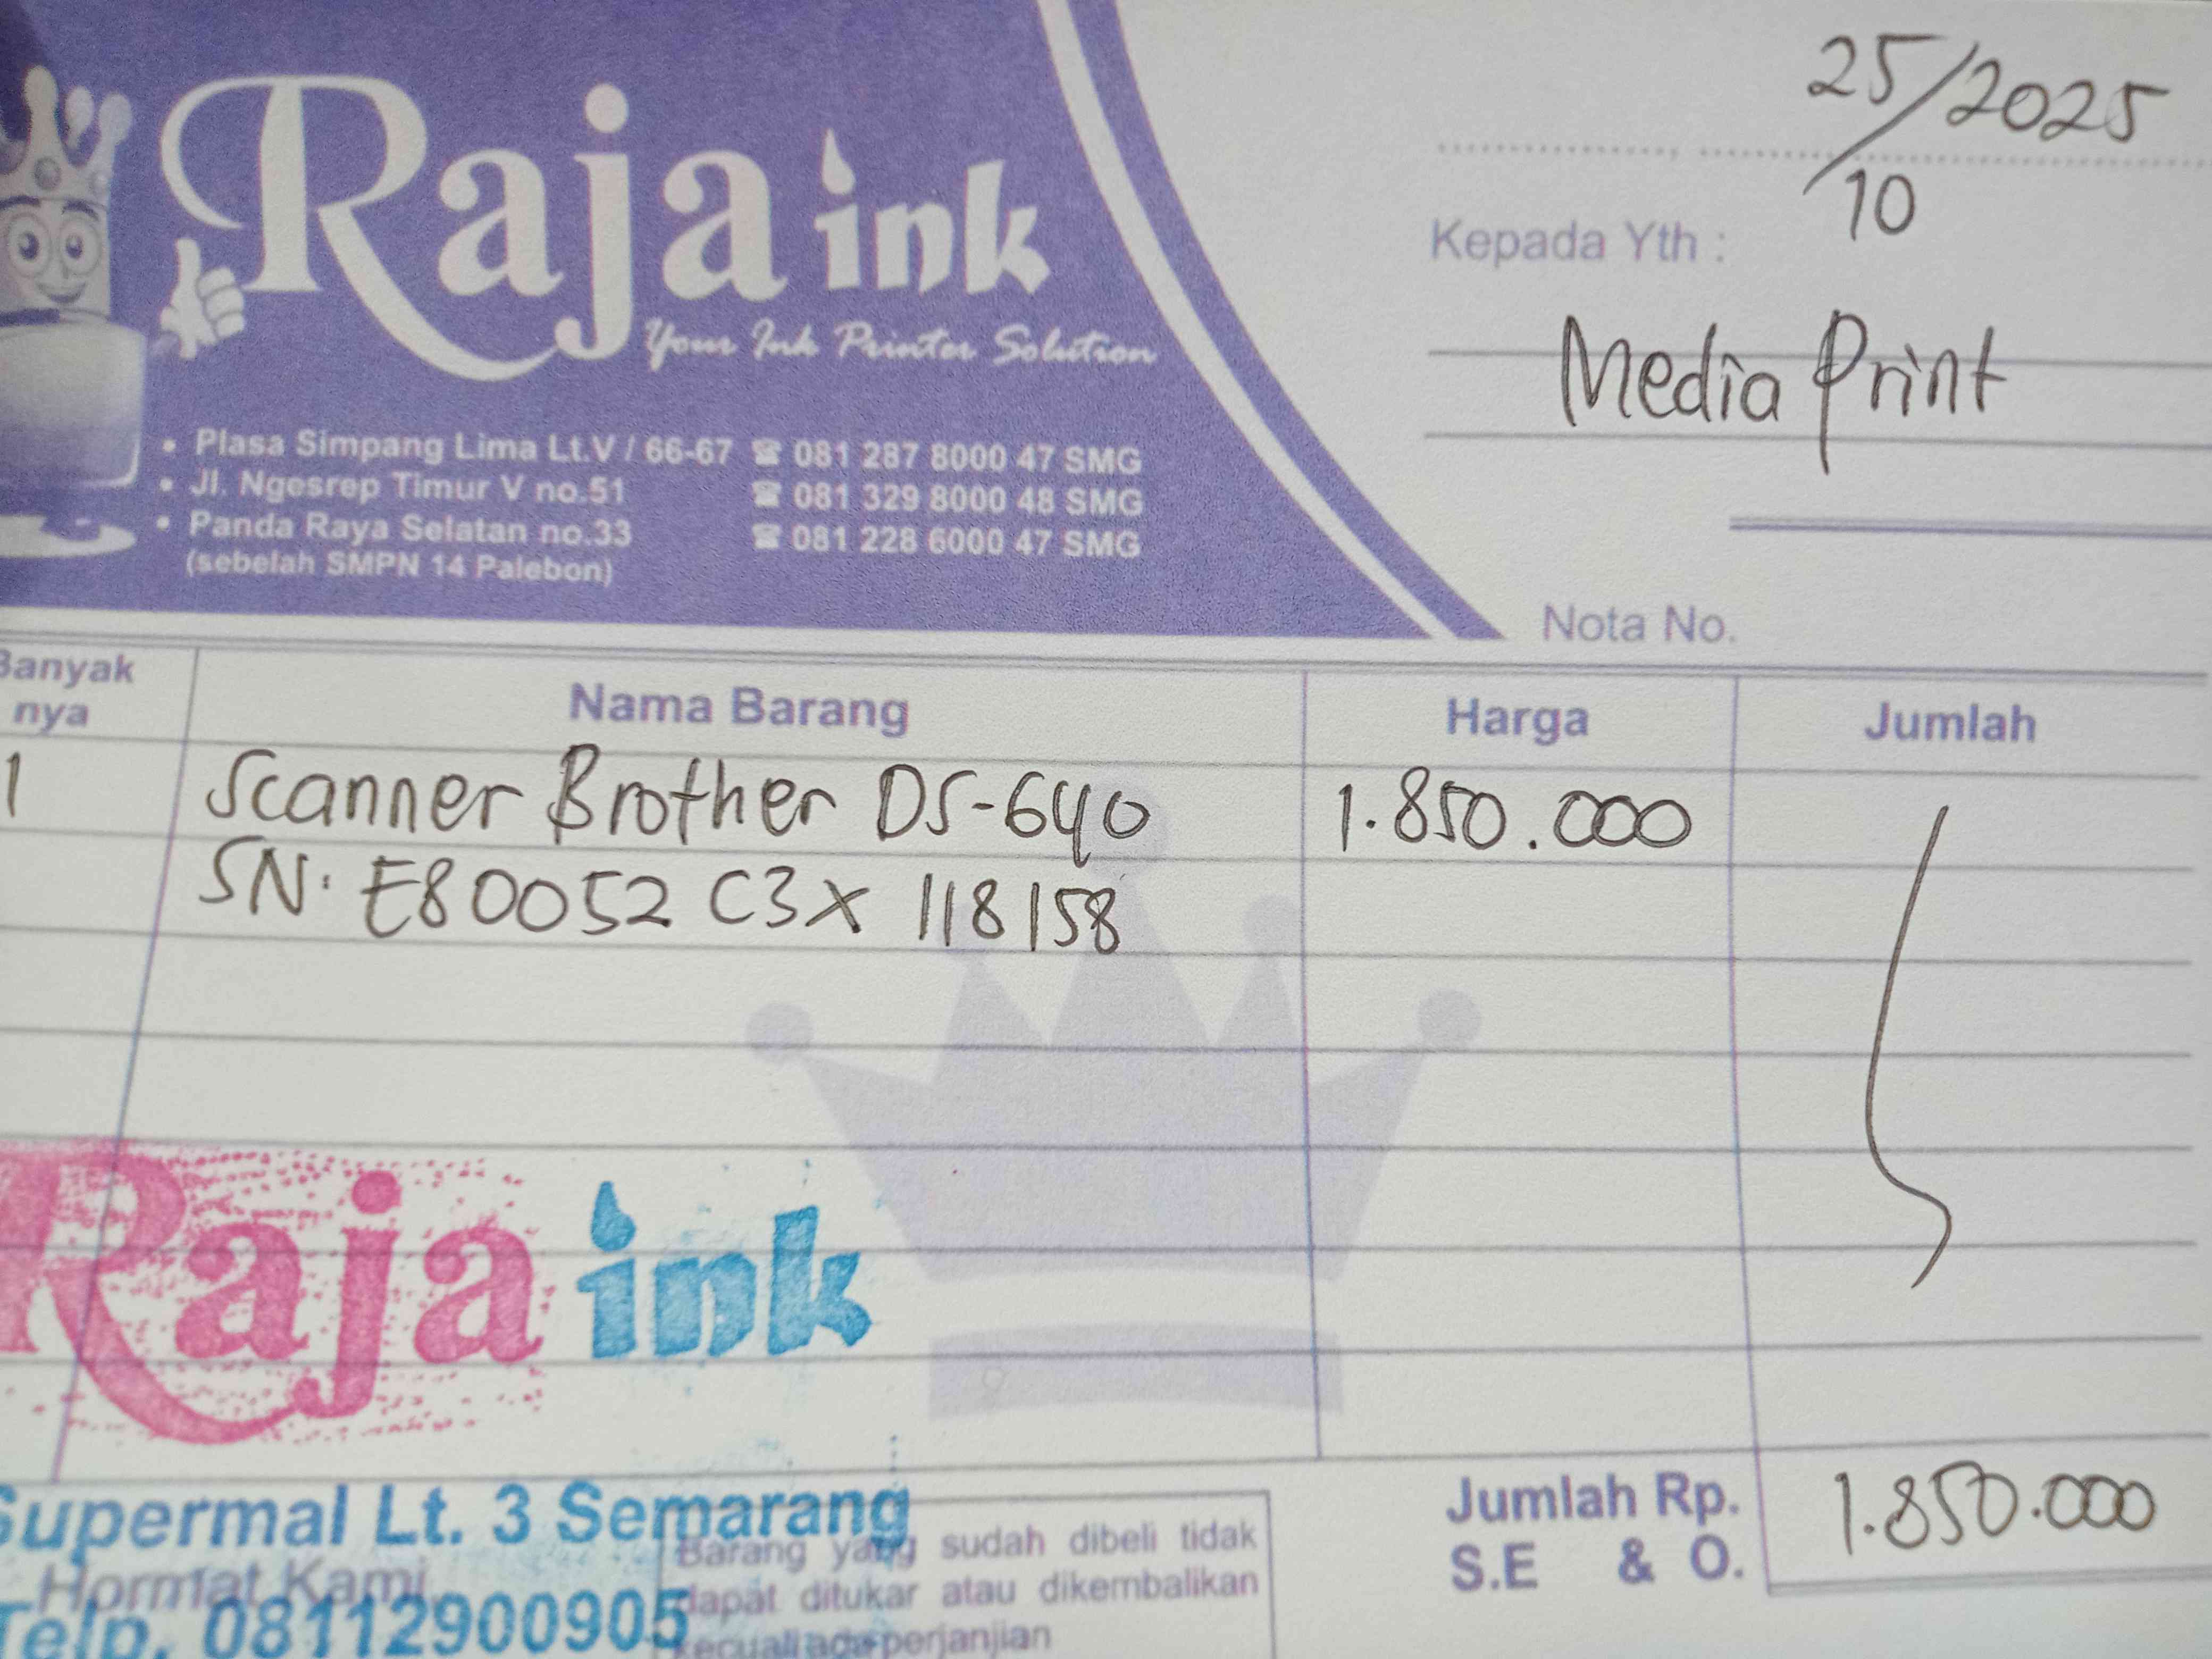 25/10/2025
Raja ink
Your Ink Printer Solution
• Plasa Simpang Lima Lt.V / 66-67 ☎ 081 287 8000 47 SMG
• Jl. Ngesrep Timur V no.51 ☎ 081 329 8000 48 SMG
• Panda Raya Selatan no.33 ☎ 081 228 6000 47 SMG
(sebelah SMPN 14 Palebon)
Kepada Yth :
Media Print
Nota No.
Banyak nya Nama Barang Harga Jumlah
1 Scanner Brother DS-640 1.850.000
SN. E80052 C3X 118158
Raja ink
Supermal Lt. 3 Semarang
Telp. 08112900905
Hormat Kami,
Barang yang sudah dibeli tidak
dapat ditukar atau dikembalikan
kecuali ada perjanjian
Jumlah Rp. 1.850.000
S.E & O.